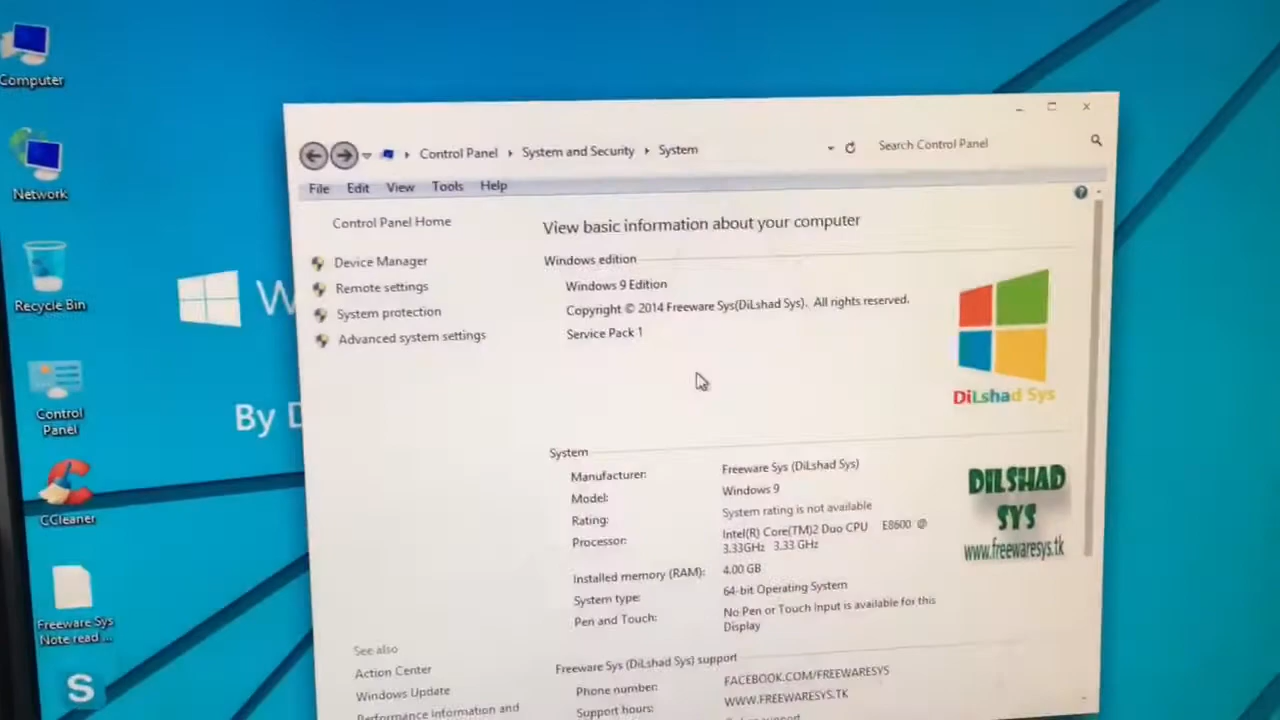 Computer
Network
Recycle Bin
Control
Panel
CCleaner
Freeware Sys
Note read ...
S
W
By D
Control Panel
System and Security
System
Search Control Panel
File Edit View Tools Help
Control Panel Home
Device Manager
Remote settings
System protection
Advanced system settings
See also
Action Center
Windows Update
Performance Information and
View basic information about your computer
Windows edition
Windows 9 Edition
Copyright © 2014 Freeware Sys(DiLshad Sys). All rights reserved.
Service Pack 1
DiLshad Sys
System
Manufacturer: Freeware Sys (DiLshad Sys)
Model: Windows 9
Rating: System rating is not available
Processor: Intel(R) Core(TM)2 Duo CPU E8600 @
3.33GHz 3.33 GHz
Installed memory (RAM): 4.00 GB
System type: 64-bit Operating System
Pen and Touch: No Pen or Touch Input is available for this
Display
DILSHAD
SYS
www.freewaresys.tk
Freeware Sys (DiLshad Sys) support
Phone number: FACEBOOK.COM/FREEWARESYS
Support hours: WWW.FREEWARESYS.TK
support